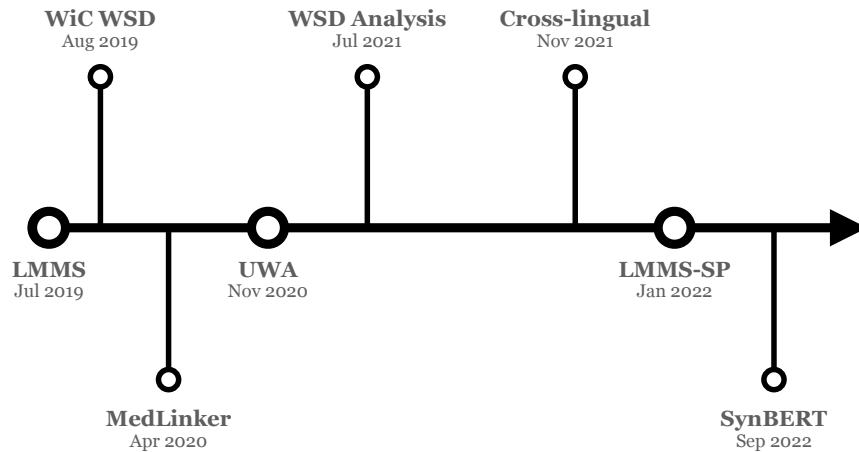 WiC WSD
Aug 2019
WSD Analysis
Jul 2021
Cross-lingual
Nov 2021
LMMS
Jul 2019
UWA
Nov 2020
LMMS-SP
Jan 2022
MedLinker
Apr 2020
SynBERT
Sep 2022